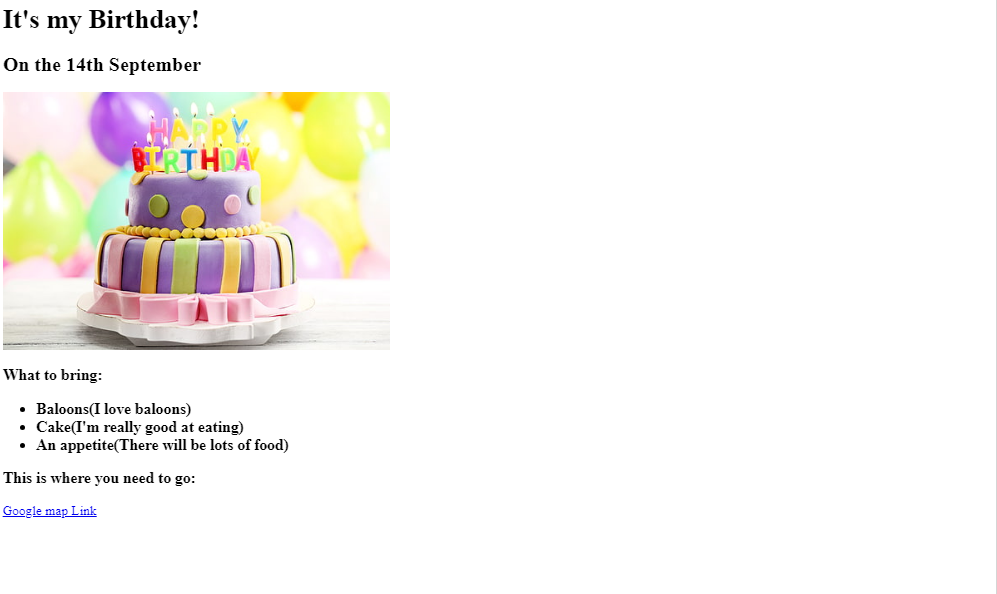 It's my Birthday!
On the 14th September
HAPPY
BIRTHDAY
What to bring:
Baloons(I love baloons)
Cake(I'm really good at eating)
An appetite(There will be lots of food)
This is where you need to go:
Google map Link